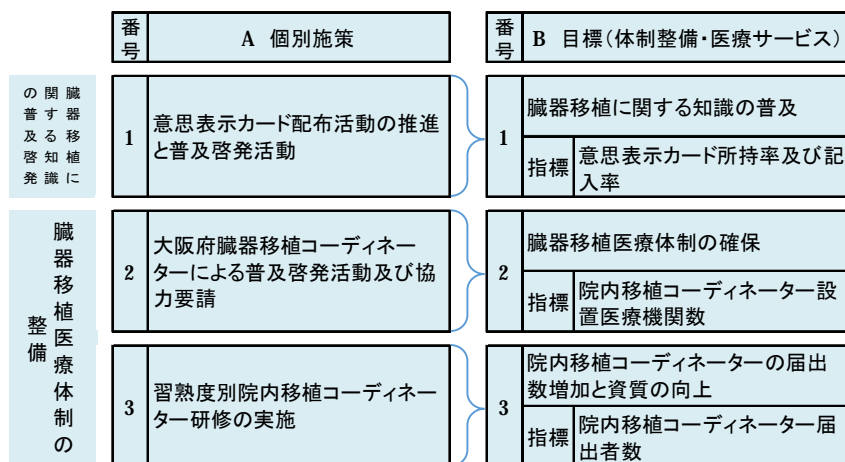 番号
A 個別施策
番号
B 目標（体制整備・医療サービス）
臓器移植に
関する知識
の普及啓発
1
意思表示カード配布活動の推進
と普及啓発活動
1
臓器移植に関する知識の普及
指標
意思表示カード所持率及び記
入率
臓器移植医療体制の
整備
2
大阪府臓器移植コーディネー
ターによる普及啓発活動及び協
力要請
2
臓器移植医療体制の確保
指標
院内移植コーディネーター設
置医療機関数
3
習熟度別院内移植コーディネー
ター研修の実施
3
院内移植コーディネーターの届出
数増加と資質の向上
指標
院内移植コーディネーター届
出者数